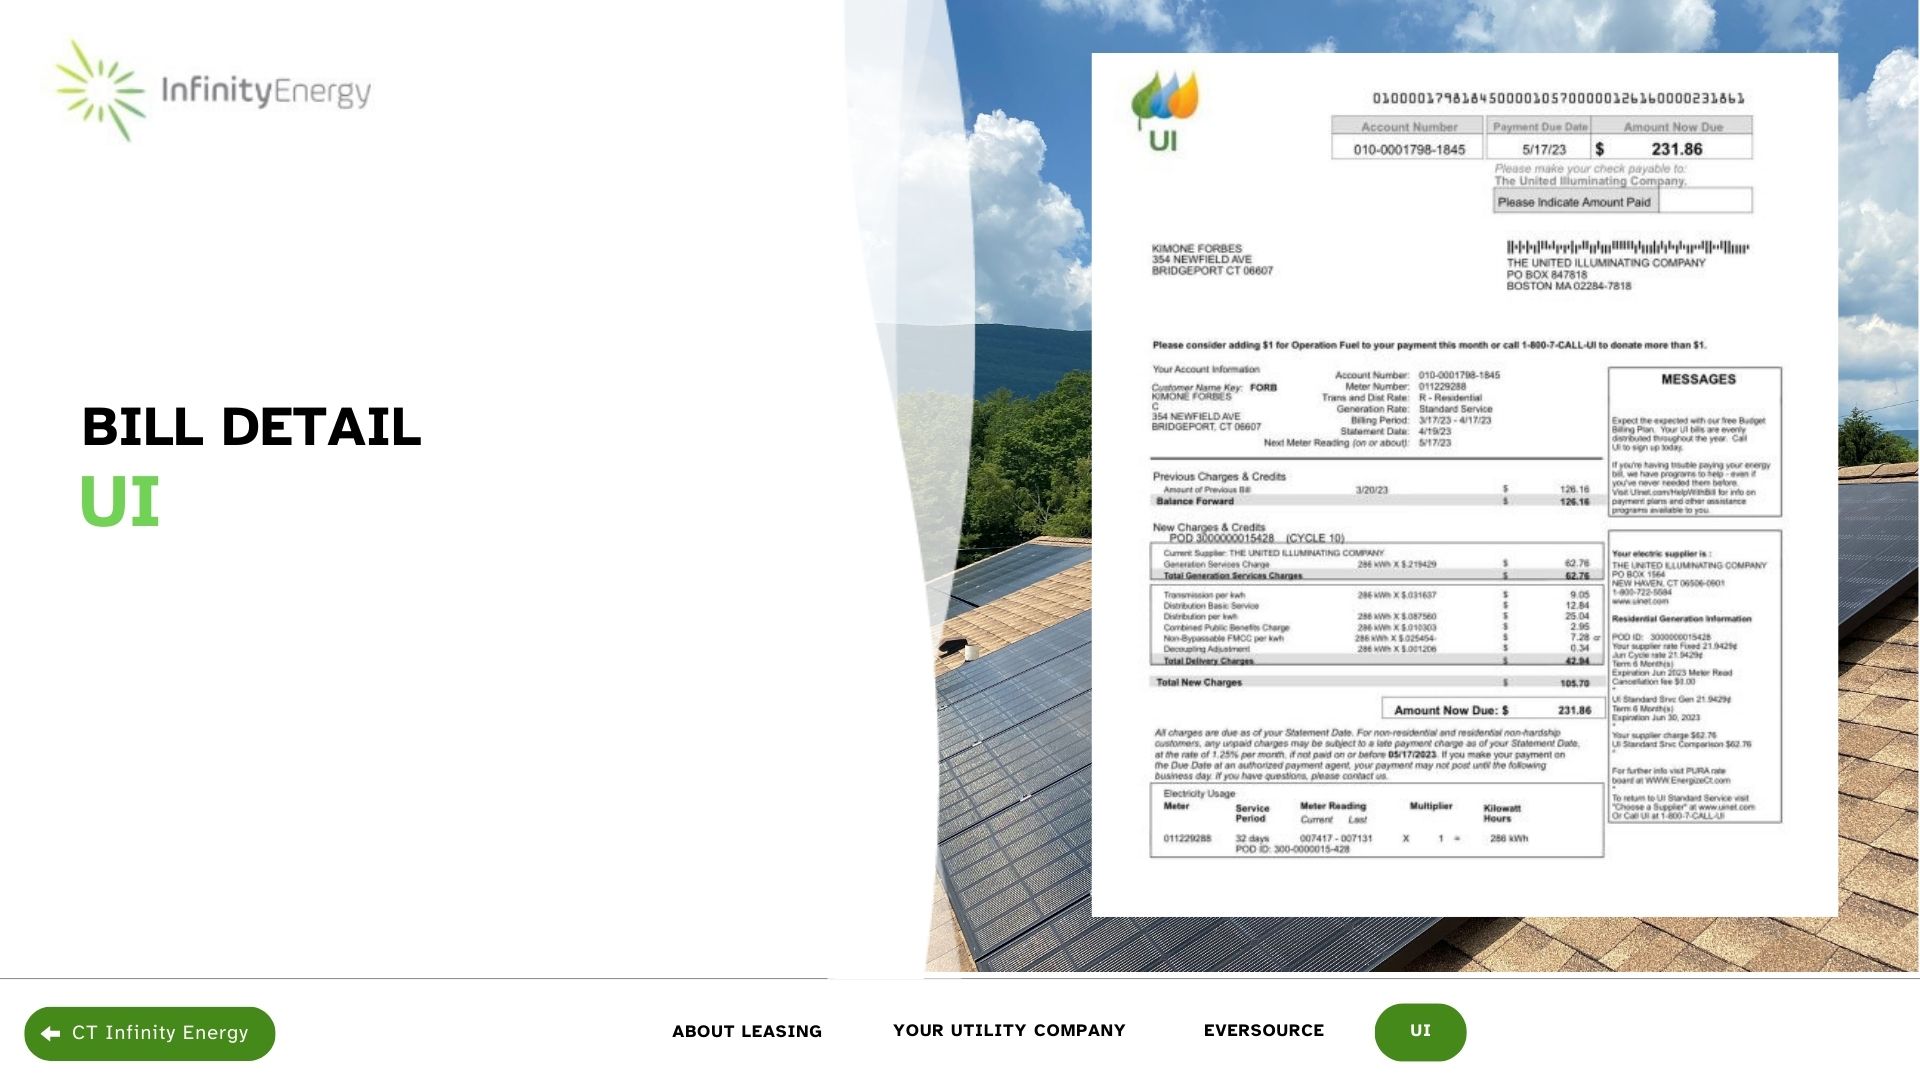 InfinityEnergy
BILL DETAIL
UI
UI
010000179818450000105700000126160000231861
Account Number Payment Due Date Amount Now Due
010-0001798-1845 5/17/23 $ 231.86
Please make your check payable to:
The United Illuminating Company.
Please Indicate Amount Paid
KIMONE FORBES
354 NEWFIELD AVE
BRIDGEPORT CT 06607
THE UNITED ILLUMINATING COMPANY
PO BOX 847818
BOSTON MA 02284-7818
Please consider adding $1 for Operation Fuel to your payment this month or call 1-800-7-CALL-UI to donate more than $1.
Your Account Information
Customer Name Key: FORB
KIMONE FORBES
C
354 NEWFIELD AVE
BRIDGEPORT, CT 06607
Account Number: 010-0001798-1845
Meter Number: 011229288
Trans and Dist Rate: R - Residential
Generation Rate: Standard Service
Billing Period: 3/17/23 - 4/17/23
Statement Date: 4/19/23
Next Meter Reading (on or about): 5/17/23
Previous Charges & Credits
Amount of Previous Bill 3/20/23 $ 126.16
Balance Forward $ 126.16
New Charges & Credits
POD 3000000015428 (CYCLE 10)
Current Supplier: THE UNITED ILLUMINATING COMPANY
Generation Services Charge 286 kWh X $.219429 $ 62.76
Total Generation Services Charges $ 62.76
Transmission per kwh 286 kWh X $.031637 $ 9.05
Distribution Basic Service $ 12.84
Distribution per kwh 286 kWh X $.087560 $ 25.04
Combined Public Benefits Charge 286 kWh X $.010303 $ 2.95
Non-Bypassable FMCC per kwh 286 kWh X $.025454- $ 7.28 cr
Decoupling Adjustment 286 kWh X $.001206 $ 0.34
Total Delivery Charges $ 42.94
Total New Charges $ 105.70
Amount Now Due: $ 231.86
All charges are due as of your Statement Date. For non-residential and residential non-hardship
customers, any unpaid charges may be subject to a late payment charge as of your Statement Date,
at the rate of 1.25% per month, if not paid on or before 05/17/2023. If you make your payment on
the Due Date at an authorized payment agent, your payment may not post until the following
business day. If you have questions, please contact us.
Electricity Usage
Meter Service Period Meter Reading Multiplier Kilowatt Hours
Current Last
011229288 32 days 007417 - 007131 X 1 = 286 kWh
POD ID: 300-0000015-428
MESSAGES
Expect the expected with our free Budget
Billing Plan. Your UI bills are evenly
distributed throughout the year. Call
UI to sign up today.
If you're having trouble paying your energy
bill, we have programs to help - even if
you've never needed them before.
Visit UInet.com/HelpWithBill for info on
payment plans and other assistance
programs available to you.
Your electric supplier is :
THE UNITED ILLUMINATING COMPANY
PO BOX 1564
NEW HAVEN, CT 06506-0901
1-800-722-5584
www.uinet.com
Residential Generation Information
POD ID: 3000000015428
Your supplier rate Fixed 21.9429¢
Jun Cycle rate 21.9429¢
Term 6 Month(s)
Expiration Jun 2023 Meter Read
Cancellation fee $0.00
*
UI Standard Srvc Gen 21.9429¢
Term 6 Month(s)
Expiration Jun 30, 2023
*
Your supplier charge $62.76
UI Standard Srvc Comparison $62.76
*
For further info visit PURA rate
board at WWW.EnergizeCt.com
*
To return to UI Standard Service visit
"Choose a Supplier" at www.uinet.com
Or Call UI at 1-800-7-CALL-UI
CT Infinity Energy
ABOUT LEASING
YOUR UTILITY COMPANY
EVERSOURCE
UI